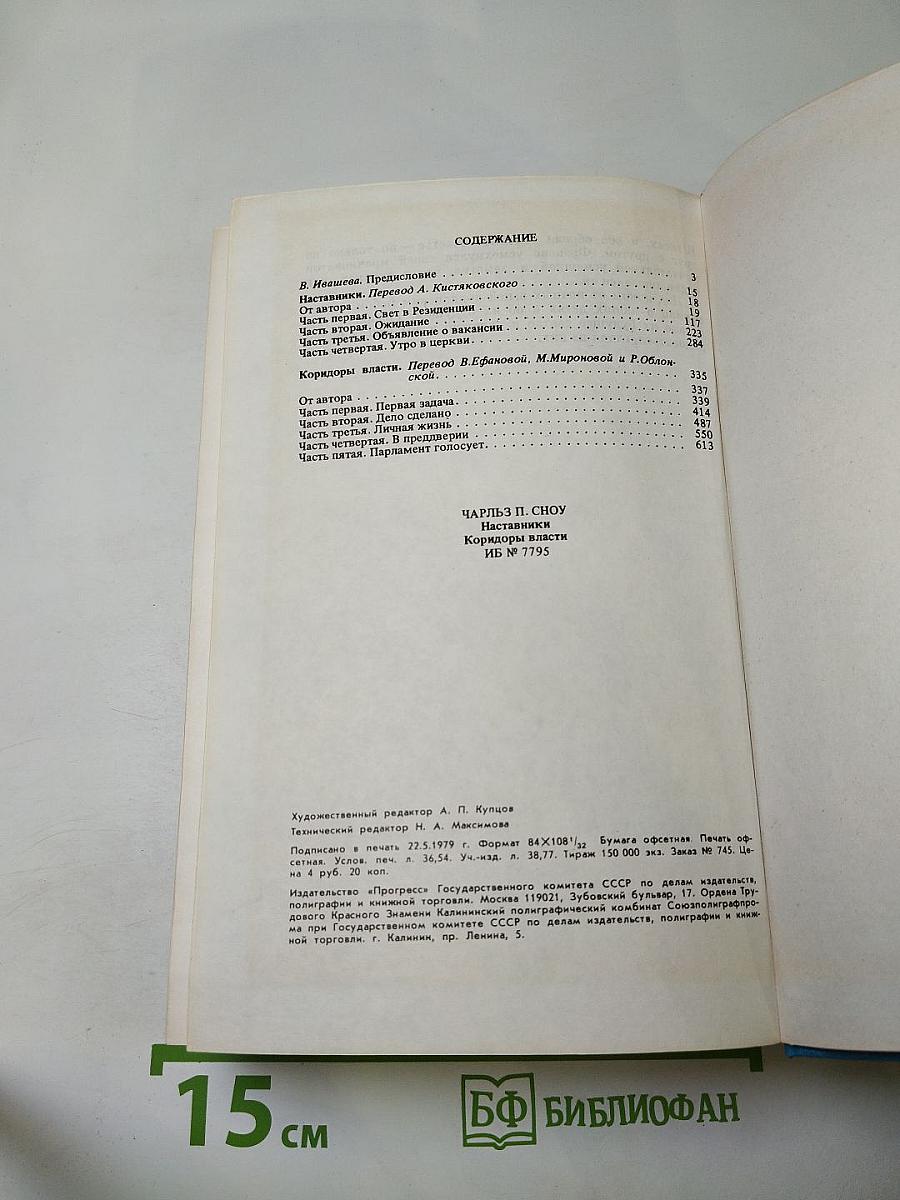 СОДЕРЖАНИЕ
В. Ивашева. Предисловие . . . . . . . . . . . . . . . . . . . . . . . . 3
Наставники. Перевод А. Кистяковского . . . . . . . . . . . . . . . . 15
От автора . . . . . . . . . . . . . . . . . . . . . . . . . . . . . . . . 18
Часть первая. Свет в Резиденции . . . . . . . . . . . . . . . . . . . 19
Часть вторая. Ожидание . . . . . . . . . . . . . . . . . . . . . . . . 117
Часть третья. Объявление о вакансии . . . . . . . . . . . . . . . . 223
Часть четвертая. Утро в церкви. . . . . . . . . . . . . . . . . . . . 284
Коридоры власти. Перевод В.Ефановой, М.Мироновой и Р.Облон-
ской. . . . . . . . . . . . . . . . . . . . . . . 335
От автора . . . . . . . . . . . . . . . . . . . . . . . . . . . . . . . . 337
Часть первая. Первая задача. . . . . . . . . . . . . . . . . . . . . . 339
Часть вторая. Дело сделано . . . . . . . . . . . . . . . . . . . . . . 414
Часть третья. Личная жизнь . . . . . . . . . . . . . . . . . . . . . . 487
Часть четвертая. В преддверии . . . . . . . . . . . . . . . . . . . . 550
Часть пятая. Парламент голосует. . . . . . . . . . . . . . . . . . . 613
ЧАРЛЬЗ П. СНОУ
Наставники
Коридоры власти
ИБ № 7795
Художественный редактор А. П. Купцов
Технический редактор Н. А. Максимова
Подписано в печать 22.5.1979 г. Формат 84×108 1/32 Бумага офсетная. Печать оф-
сетная. Услов. печ. л. 36,54. Уч.-изд. л. 38,77. Тираж 150 000 экз. Заказ № 745. Це-
на 4 руб. 20 коп.
Издательство «Прогресс» Государственного комитета СССР по делам издательств,
полиграфии и книжной торговли. Москва 119021, Зубовский бульвар, 17. Ордена Тру-
дового Красного Знамени Калининский полиграфический комбинат Союзполиграфпро-
ма при Государственном комитете СССР по делам издательств, полиграфии и книж-
ной торговли. г. Калинин, пр. Ленина, 5.
15 см
БФ БИБЛИОФАН